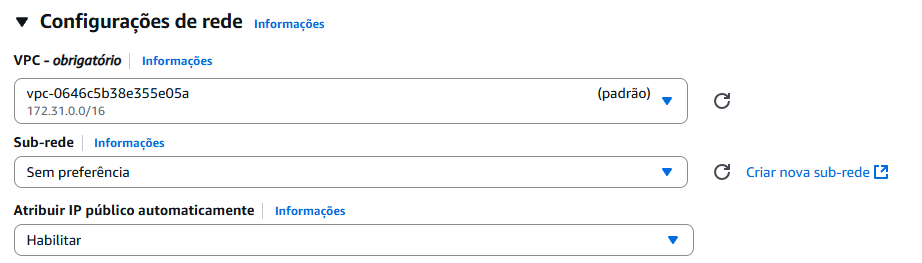 Configurações de rede Informações
VPC - obrigatório Informações
vpc-0646c5b38e355e05a (padrão)
172.31.0.0/16
Sub-rede Informações
Sem preferência Criar nova sub-rede
Atribuir IP público automaticamente Informações
Habilitar